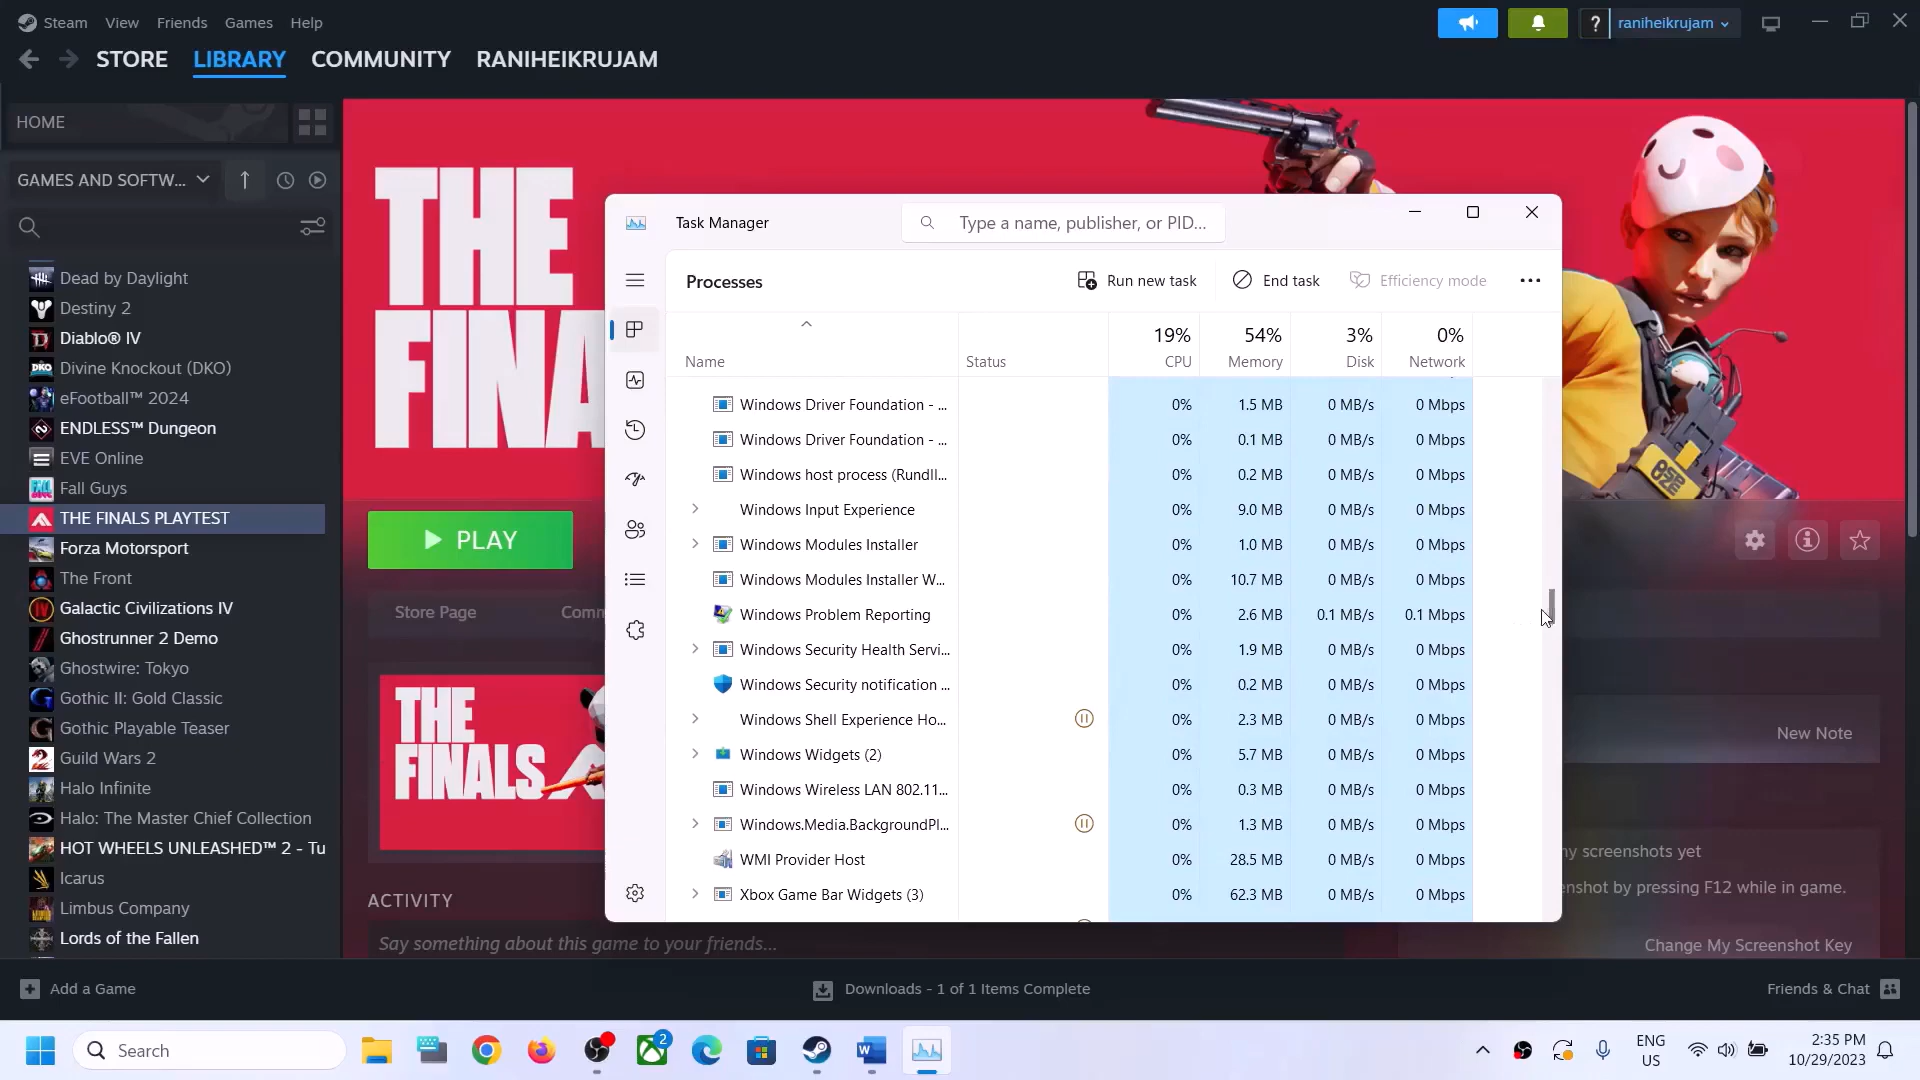 Steam View Friends Games Help
raniheikrujam
STORE LIBRARY COMMUNITY RANIHEIKRUJAM
HOME
GAMES AND SOFTW...
Dead by Daylight
Destiny 2
Diablo® IV
Divine Knockout (DKO)
eFootball™ 2024
ENDLESS™ Dungeon
EVE Online
Fall Guys
THE FINALS PLAYTEST
Forza Motorsport
The Front
Galactic Civilizations IV
Ghostrunner 2 Demo
Ghostwire: Tokyo
Gothic II: Gold Classic
Gothic Playable Teaser
Guild Wars 2
Halo Infinite
Halo: The Master Chief Collection
HOT WHEELS UNLEASHED™ 2 - Tu
Icarus
Limbus Company
Lords of the Fallen
THE
FINA
PLAY
Store Page
THE
FINALS
ACTIVITY
Say something about this game to your friends...
Task Manager
Type a name, publisher, or PID...
Processes
Run new task End task Efficiency mode
19% 54% 3% 0%
Name Status CPU Memory Disk Network
Windows Driver Foundation - ... 0% 1.5 MB 0 MB/s 0 Mbps
Windows Driver Foundation - ... 0% 0.1 MB 0 MB/s 0 Mbps
Windows host process (Rundll... 0% 0.2 MB 0 MB/s 0 Mbps
Windows Input Experience 0% 9.0 MB 0 MB/s 0 Mbps
Windows Modules Installer 0% 1.0 MB 0 MB/s 0 Mbps
Windows Modules Installer W... 0% 10.7 MB 0 MB/s 0 Mbps
Windows Problem Reporting 0% 2.6 MB 0.1 MB/s 0.1 Mbps
Windows Security Health Servi... 0% 1.9 MB 0 MB/s 0 Mbps
Windows Security notification ... 0% 0.2 MB 0 MB/s 0 Mbps
Windows Shell Experience Ho... 0% 2.3 MB 0 MB/s 0 Mbps
Windows Widgets (2) 0% 5.7 MB 0 MB/s 0 Mbps
Windows Wireless LAN 802.11... 0% 0.3 MB 0 MB/s 0 Mbps
Windows.Media.BackgroundPl... 0% 1.3 MB 0 MB/s 0 Mbps
WMI Provider Host 0% 28.5 MB 0 MB/s 0 Mbps
Xbox Game Bar Widgets (3) 0% 62.3 MB 0 MB/s 0 Mbps
New Note
screenshots yet
by pressing F12 while in game.
Change My Screenshot Key
Add a Game
Downloads - 1 of 1 Items Complete
Friends & Chat
Search
2
ENG
US
2:35 PM
10/29/2023